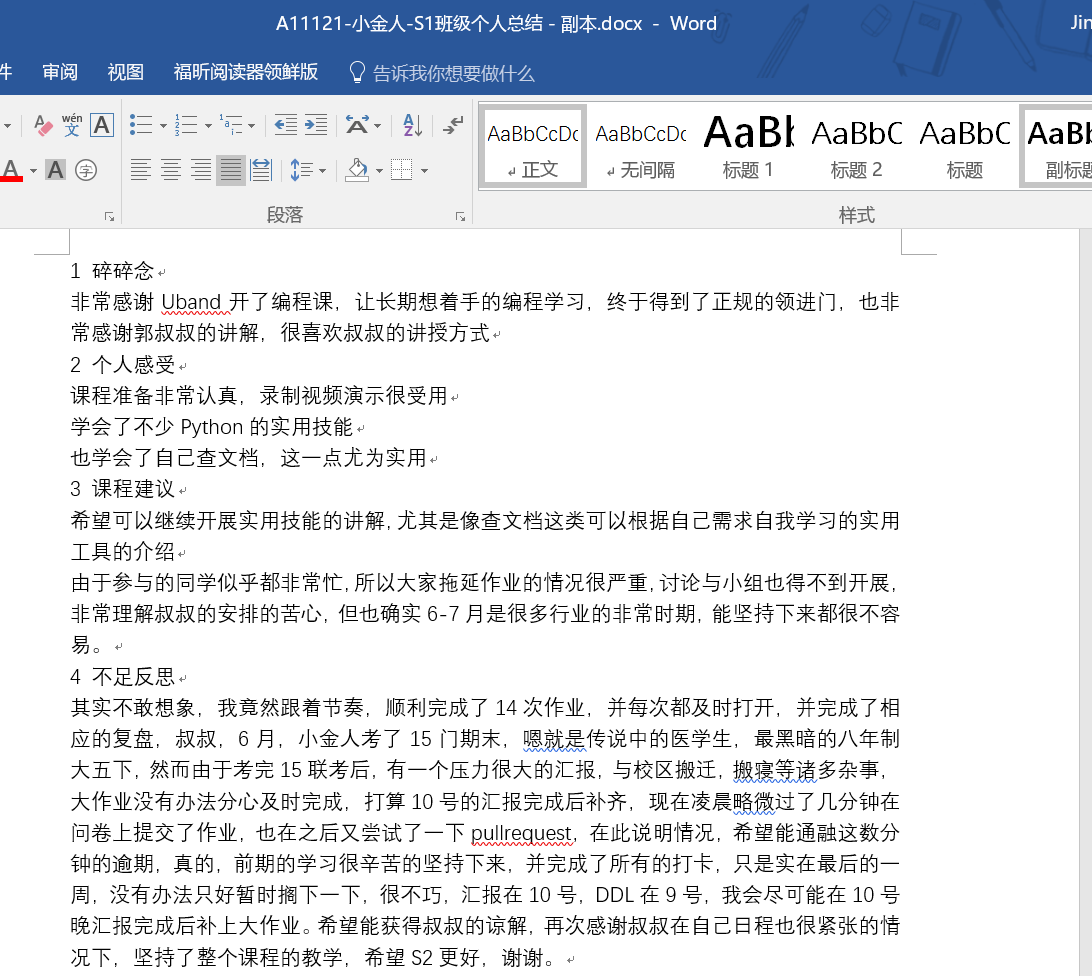 A11121-小金人-S1班级个人总结 - 副本.docx - Word
Jin
件 审阅 视图 福昕阅读器领鲜版 告诉我你想要做什么
wén
文 A
A A 字
段落
AaBbCcDc AaBbCcDc AaBb AaBbC AaBbC AaBb
正文 无间隔 标题 1 标题 2 标题 副标题
样式
1 碎碎念
非常感谢 Uband 开了编程课，让长期想着手的编程学习，终于得到了正规的领进门，也非
常感谢郭叔叔的讲解，很喜欢叔叔的讲授方式
2 个人感受
课程准备非常认真，录制视频演示很受用
学会了不少 Python 的实用技能
也学会了自己查文档，这一点尤为实用
3 课程建议
希望可以继续开展实用技能的讲解，尤其是像查文档这类可以根据自己需求自我学习的实用
工具的介绍
由于参与的同学似乎都非常忙，所以大家拖延作业的情况很严重，讨论与小组也得不到开展，
非常理解叔叔的安排的苦心，但也确实 6-7 月是很多行业的非常时期，能坚持下来都很不容
易。
4 不足反思
其实不敢想象，我竟然跟着节奏，顺利完成了 14 次作业，并每次都及时打开，并完成了相
应的复盘，叔叔，6 月，小金人考了 15 门期末，嗯就是传说中的医学生，最黑暗的八年制
大五下，然而由于考完 15 联考后，有一个压力很大的汇报，与校区搬迁，搬寝等诸多杂事，
大作业没有办法分心及时完成，打算 10 号的汇报完成后补齐，现在凌晨略微过了几分钟在
问卷上提交了作业，也在之后又尝试了一下 pullrequest，在此说明情况，希望能通融这数分
钟的逾期，真的，前期的学习很辛苦的坚持下来，并完成了所有的打卡，只是实在最后的一
周，没有办法只好暂时搁下一下，很不巧，汇报在 10 号，DDL 在 9 号，我会尽可能在 10 号
晚汇报完成后补上大作业。希望能获得叔叔的谅解，再次感谢叔叔在自己日程也很紧张的情
况下，坚持了整个课程的教学，希望 S2 更好，谢谢。